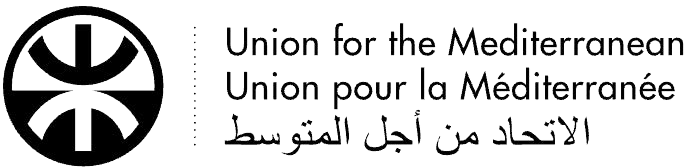 Union for the Mediterranean
Union pour la Méditerranée
الاتحاد من أجل المتوسط